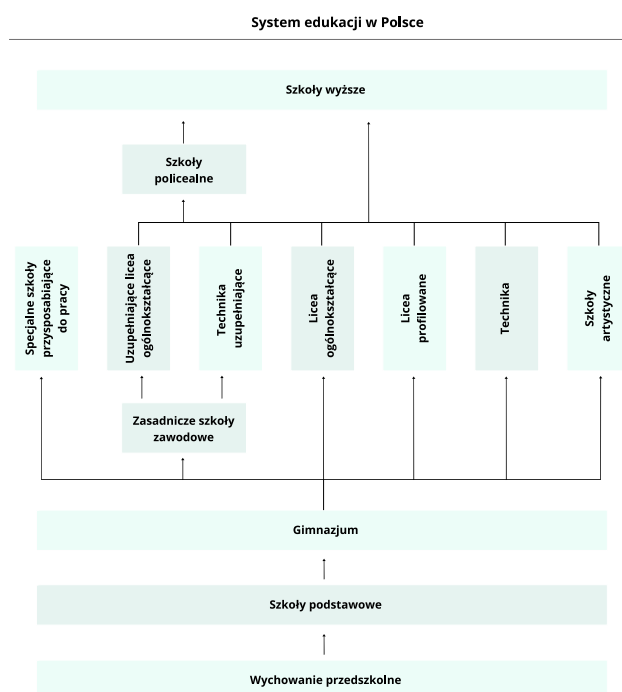 System edukacji w Polsce
Szkoły wyższe
Szkoły
policealne
Specjalne szkoły
przysposabiające
do pracy
Uzupełniające licea
ogólnokształcące
Technika
uzupełniające
Licea
ogólnokształcące
Licea
profilowane
Technika
Szkoły
artystyczne
Zasadnicze szkoły
zawodowe
Gimnazjum
Szkoły podstawowe
Wychowanie przedszkolne